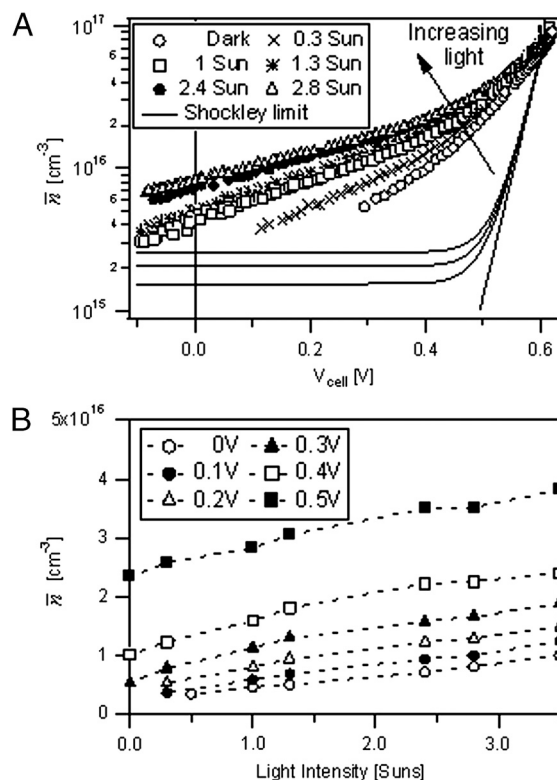 A
10¹⁷
6
4
2
10¹⁶
6
4
2
10¹⁵
n̅ [cm⁻³]
Dark 0.3 Sun
1 Sun 1.3 Sun
2.4 Sun 2.8 Sun
Shockley limit
Increasing
light
0.0 0.2 0.4 0.6
V_cell [V]
B
5x10¹⁶
4
3
2
1
0
n̅ [cm⁻³]
0V 0.3V
0.1V 0.4V
0.2V 0.5V
0.0 1.0 2.0 3.0
Light Intensity [Suns]